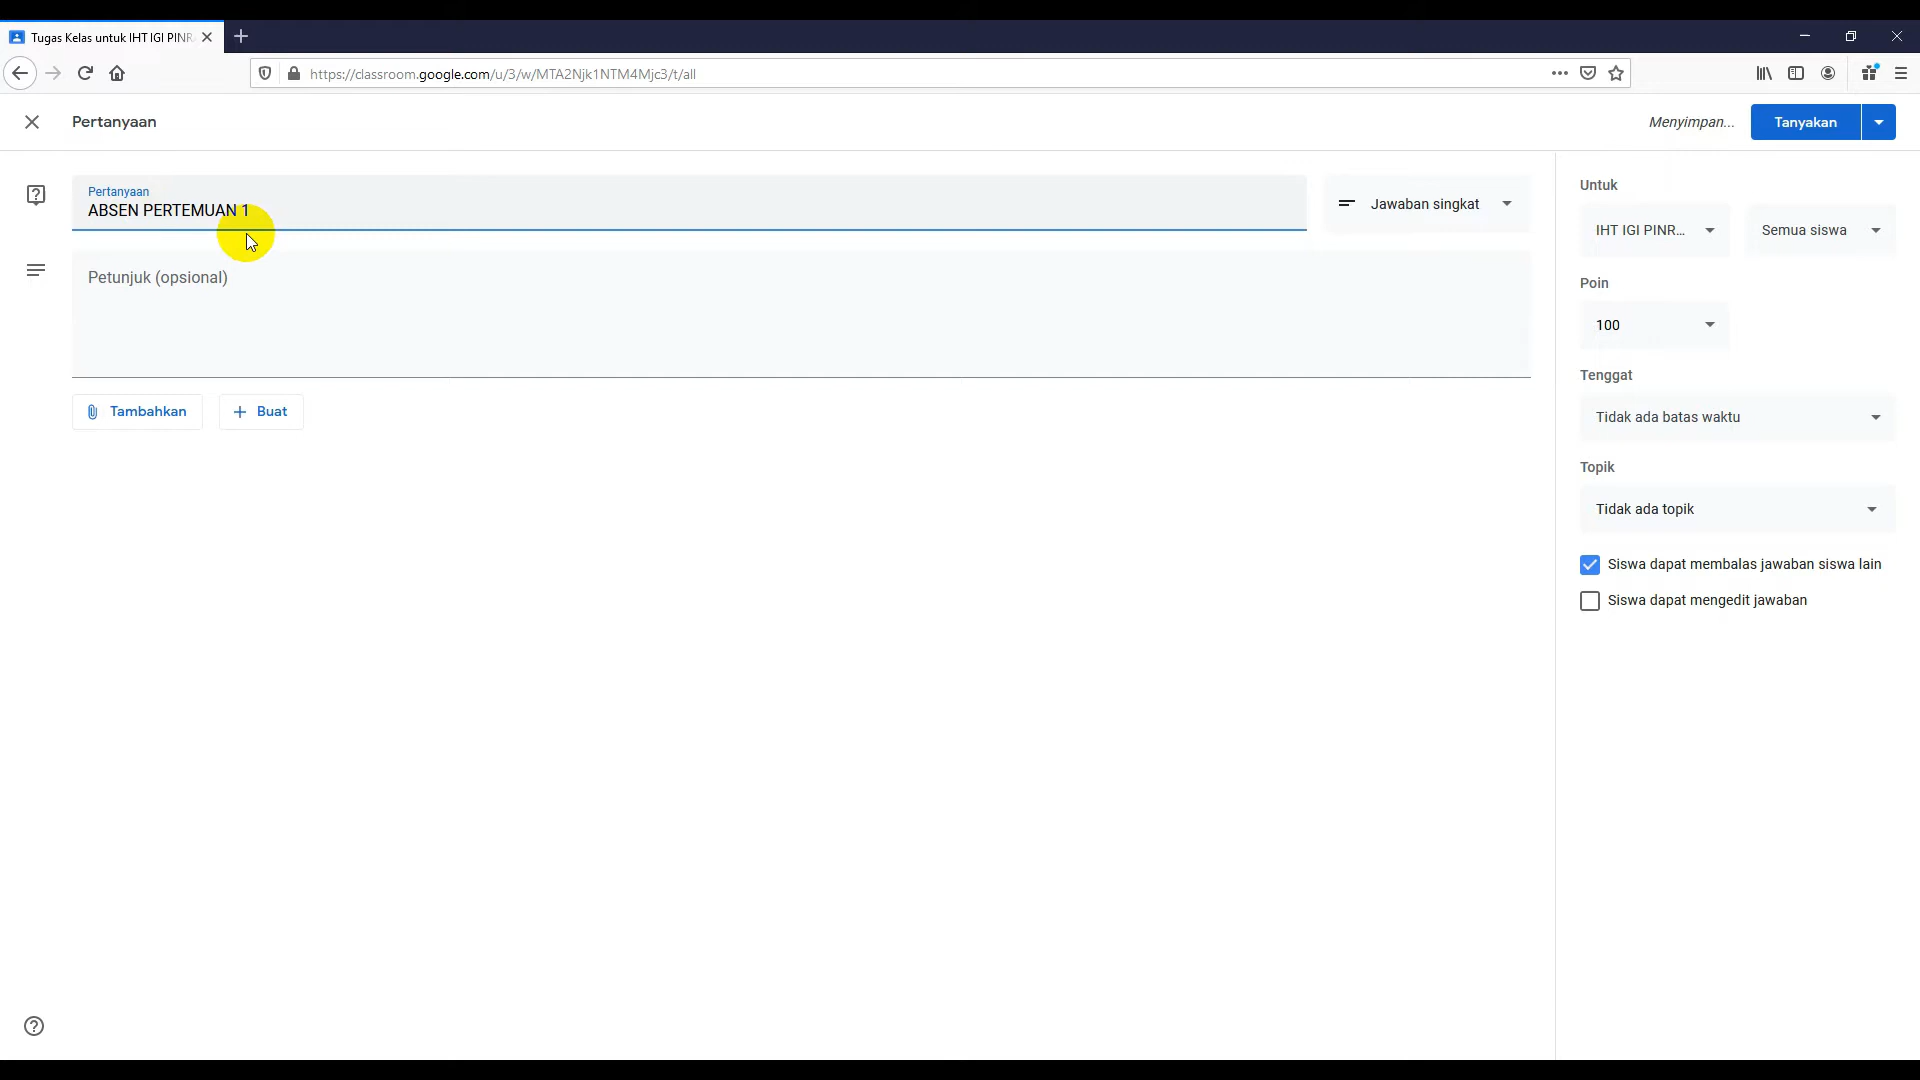 Tugas Kelas untuk IHT IGI PINR
https://classroom.google.com/u/3/w/MTA2Njk1NTM4Mjc3/t/all
Pertanyaan
Menyimpan...
Tanyakan
Pertanyaan
ABSEN PERTEMUAN 1
Jawaban singkat
Petunjuk (opsional)
Tambahkan
Buat
Untuk
IHT IGI PINR...
Semua siswa
Poin
100
Tenggat
Tidak ada batas waktu
Topik
Tidak ada topik
Siswa dapat membalas jawaban siswa lain
Siswa dapat mengedit jawaban